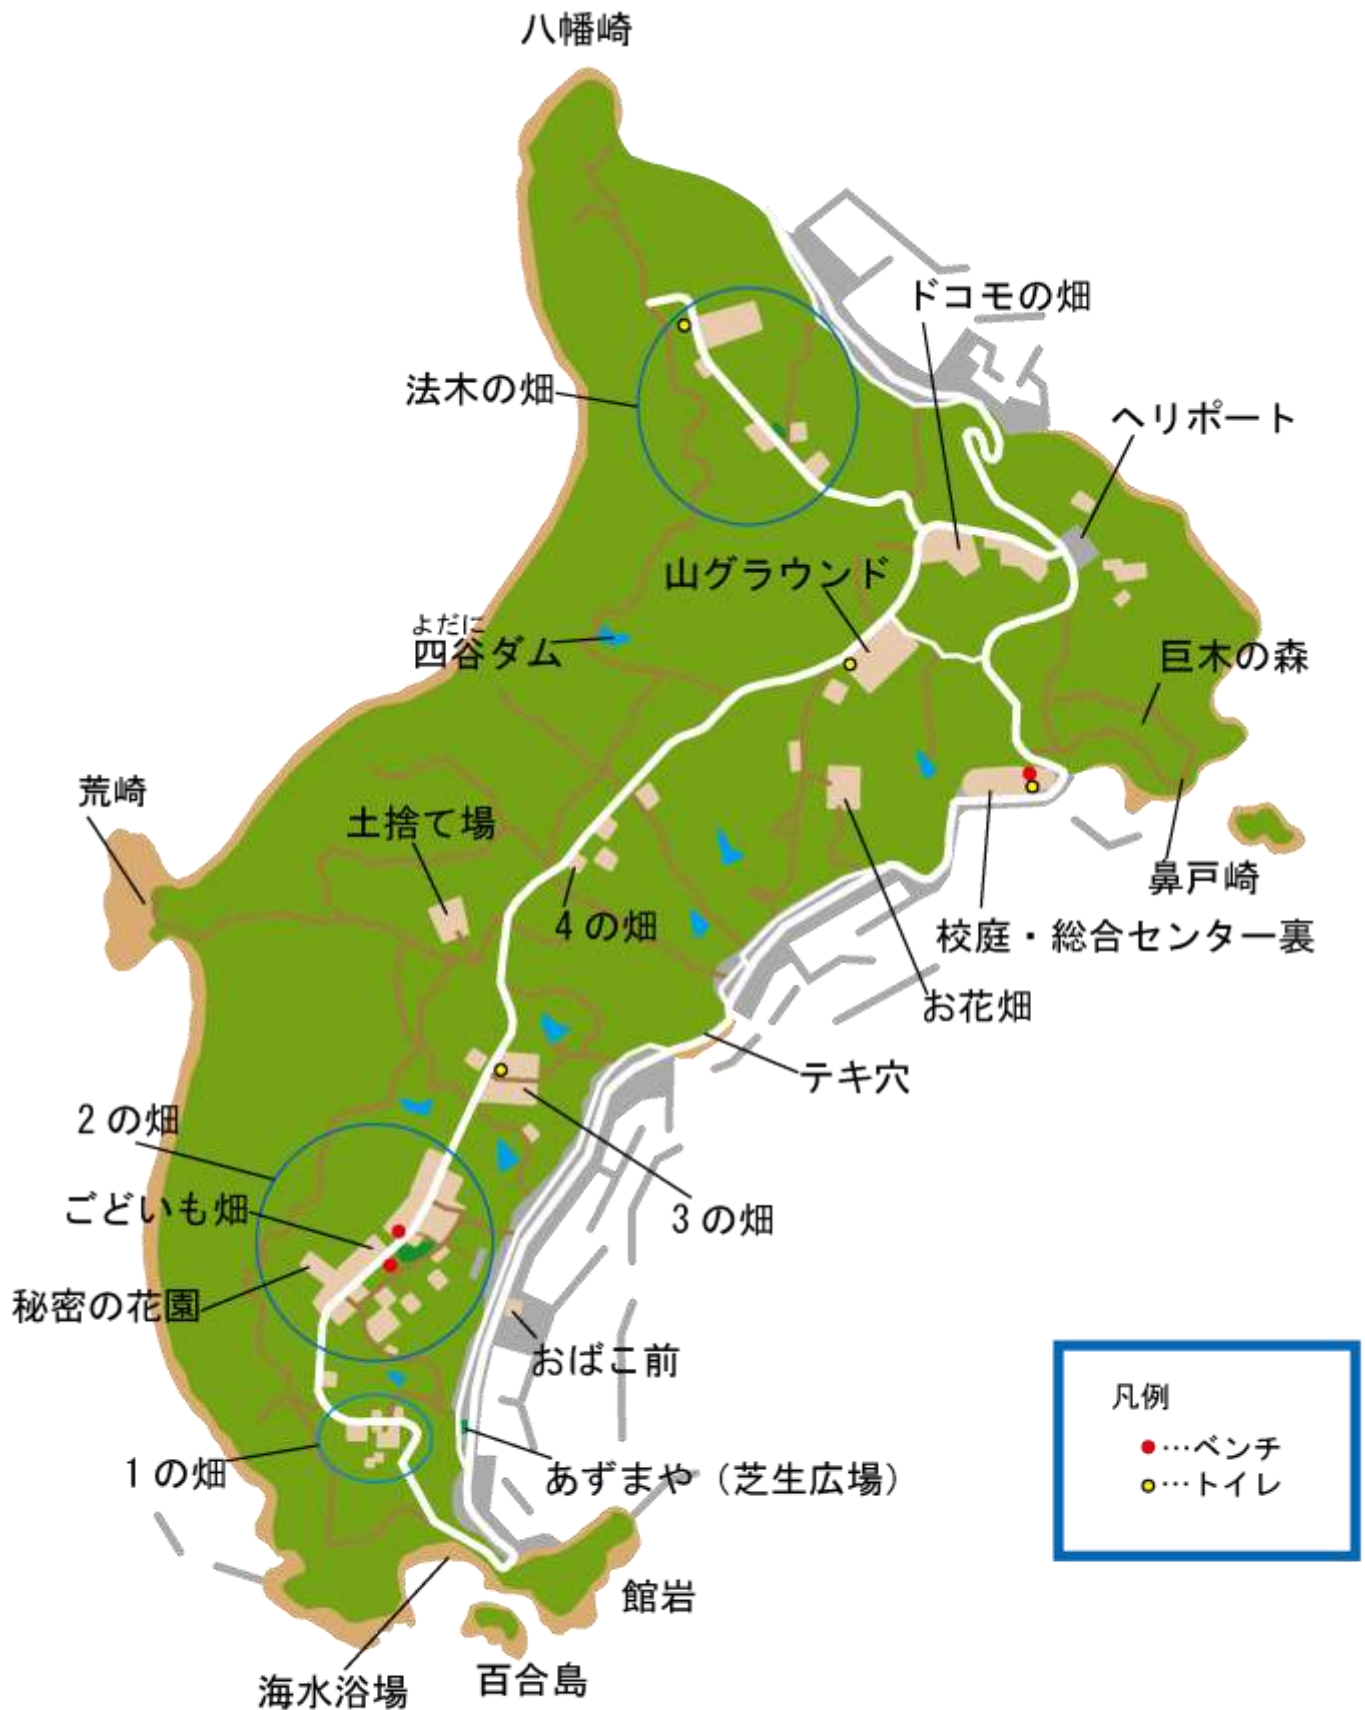 八幡崎
ドコモの畑
法木の畑
ヘリポート
山グラウンド
よだに
四谷ダム
巨木の森
荒崎
土捨て場
鼻戸崎
4の畑
校庭・総合センター裏
お花畑
テキ穴
2の畑
ごどいも畑
3の畑
秘密の花園
おばこ前
凡例
…ベンチ
…トイレ
1の畑
あずまや（芝生広場）
館岩
海水浴場
百合島